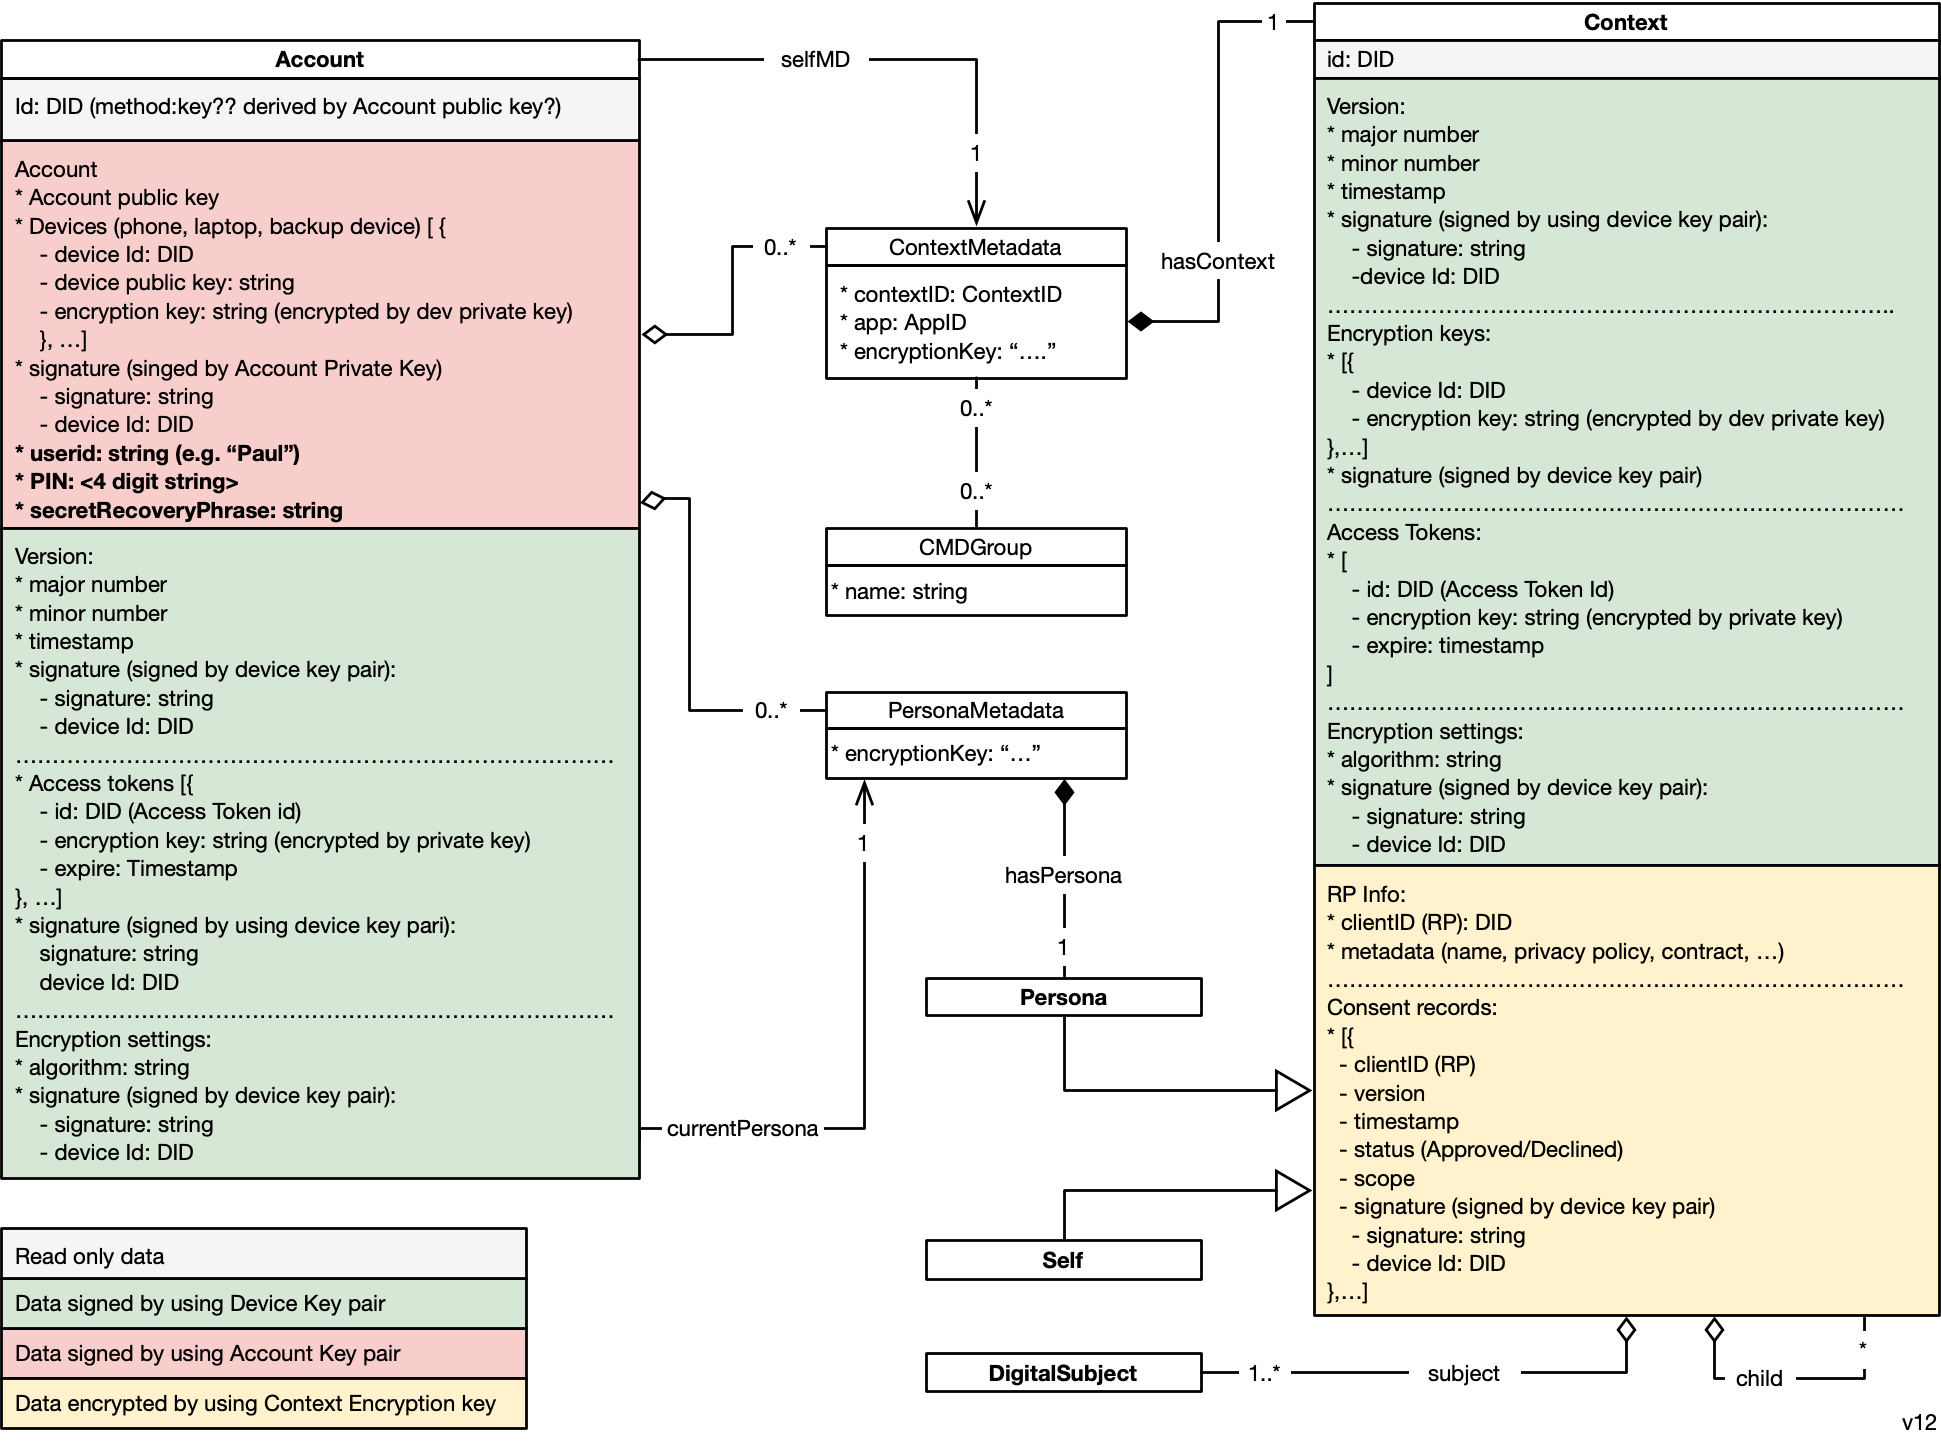 Account
Id: DID (method:key?? derived by Account public key?)
Account
* Account public key
* Devices (phone, laptop, backup device) [ {
- device Id: DID
- device public key: string
- encryption key: string (encrypted by dev private key)
}, …]
* signature (singed by Account Private Key)
- signature: string
- device Id: DID
* userid: string (e.g. “Paul”)
* PIN: <4 digit string>
* secretRecoveryPhrase: string
Version:
* major number
* minor number
* timestamp
* signature (signed by device key pair):
- signature: string
- device Id: DID
* Access tokens [{
- id: DID (Access Token id)
- encryption key: string (encrypted by private key)
- expire: Timestamp
}, …]
* signature (signed by using device key pari):
signature: string
device Id: DID
Encryption settings:
* algorithm: string
* signature (signed by device key pair):
- signature: string
- device Id: DID
Read only data
Data signed by using Device Key pair
Data signed by using Account Key pair
Data encrypted by using Context Encryption key
selfMD
1
0..*
ContextMetadata
* contextID: ContextID
* app: AppID
* encryptionKey: “….”
1
hasContext
0..*
0..*
CMDGroup
* name: string
0..*
PersonaMetadata
* encryptionKey: “…”
1
currentPersona
hasPersona
1
Persona
Self
DigitalSubject
1..*
subject
child
*
Context
id: DID
Version:
* major number
* minor number
* timestamp
* signature (signed by using device key pair):
- signature: string
-device Id: DID
Encryption keys:
* [{
- device Id: DID
- encryption key: string (encrypted by dev private key)
},…]
* signature (signed by device key pair)
Access Tokens:
* [
- id: DID (Access Token Id)
- encryption key: string (encrypted by private key)
- expire: timestamp
]
Encryption settings:
* algorithm: string
* signature (signed by device key pair):
- signature: string
- device Id: DID
RP Info:
* clientID (RP): DID
* metadata (name, privacy policy, contract, …)
Consent records:
* [{
- clientID (RP)
- version
- timestamp
- status (Approved/Declined)
- scope
- signature (signed by device key pair)
- signature: string
- device Id: DID
},…]
v12